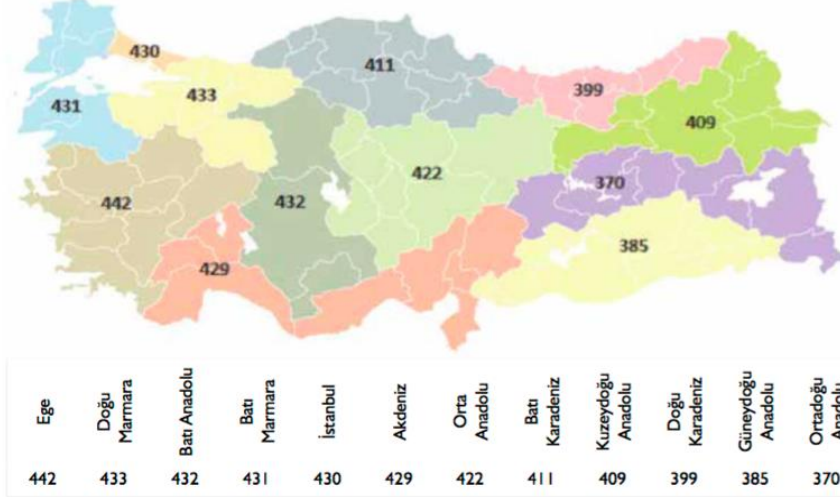 430
411
433
399
431
409
422
370
442
432
385
429
Ege
Doğu
Marmara
Batı Anadolu
Batı
Marmara
İstanbul
Akdeniz
Orta
Anadolu
Batı
Karadeniz
Kuzeydoğu
Anadolu
Doğu
Karadeniz
Güneydoğu
Anadolu
Ortadoğu
Anadolu
442 433 432 431 430 429 422 411 409 399 385 370